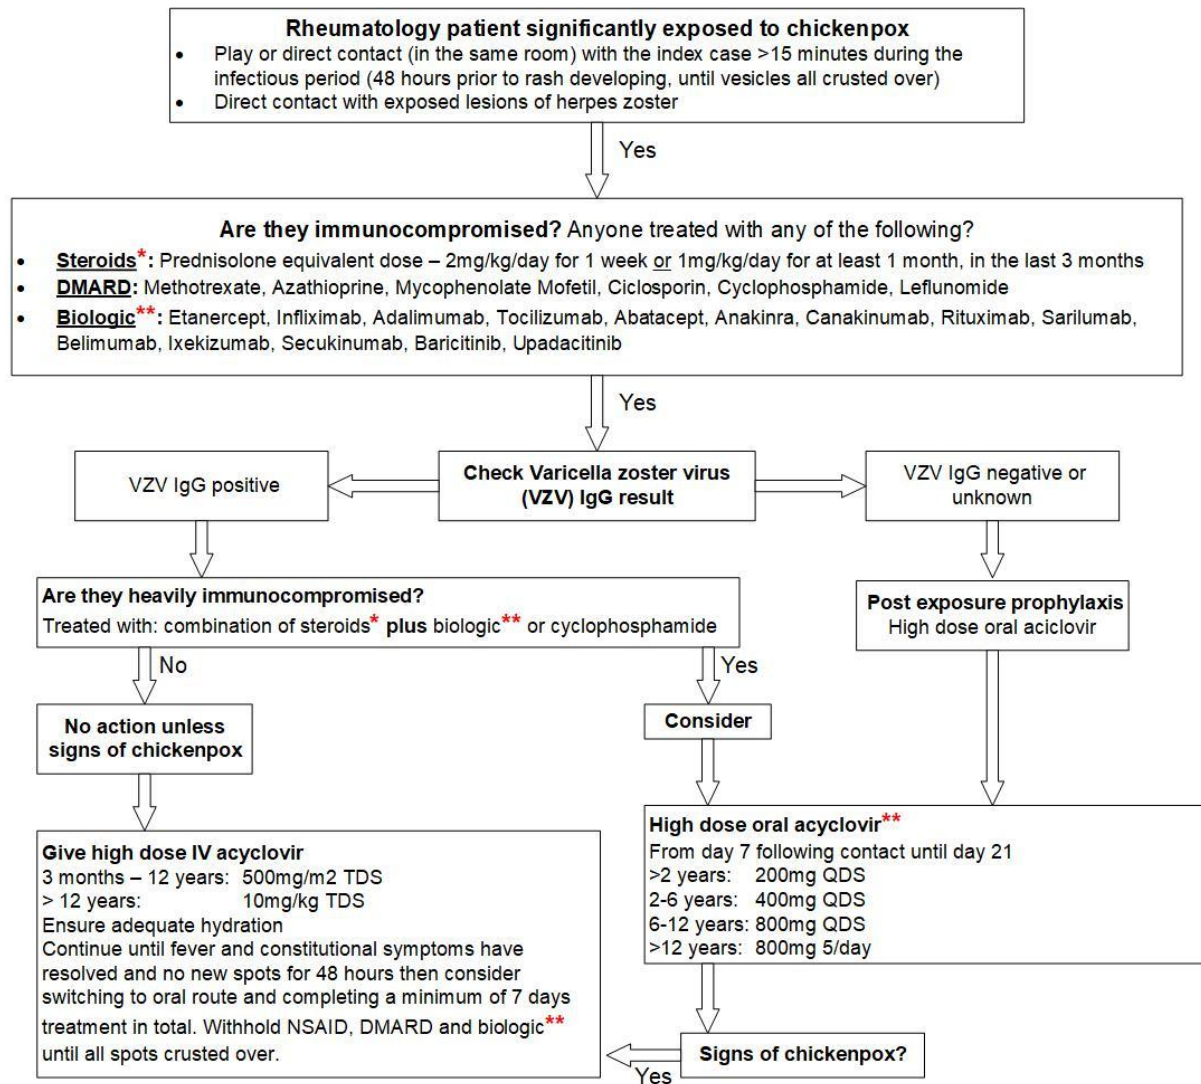 Rheumatology patient significantly exposed to chickenpox
• Play or direct contact (in the same room) with the index case >15 minutes during the
infectious period (48 hours prior to rash developing, until vesicles all crusted over)
• Direct contact with exposed lesions of herpes zoster
Yes
Are they immunocompromised? Anyone treated with any of the following?
• Steroids*: Prednisolone equivalent dose – 2mg/kg/day for 1 week or 1mg/kg/day for at least 1 month, in the last 3 months
• DMARD: Methotrexate, Azathioprine, Mycophenolate Mofetil, Ciclosporin, Cyclophosphamide, Leflunomide
• Biologic**: Etanercept, Infliximab, Adalimumab, Tocilizumab, Abatacept, Anakinra, Canakinumab, Rituximab, Sarilumab,
Belimumab, Ixekizumab, Secukinumab, Baricitinib, Upadacitinib
Yes
VZV IgG positive
Check Varicella zoster virus
(VZV) IgG result
VZV IgG negative or
unknown
Are they heavily immunocompromised?
Treated with: combination of steroids* plus biologic** or cyclophosphamide
Post exposure prophylaxis
High dose oral aciclovir
No
Yes
No action unless
signs of chickenpox
Consider
Give high dose IV acyclovir
3 months – 12 years: 500mg/m2 TDS
> 12 years: 10mg/kg TDS
Ensure adequate hydration
Continue until fever and constitutional symptoms have
resolved and no new spots for 48 hours then consider
switching to oral route and completing a minimum of 7 days
treatment in total. Withhold NSAID, DMARD and biologic**
until all spots crusted over.
High dose oral acyclovir**
From day 7 following contact until day 21
>2 years: 200mg QDS
2-6 years: 400mg QDS
6-12 years: 800mg QDS
>12 years: 800mg 5/day
Signs of chickenpox?
Yes